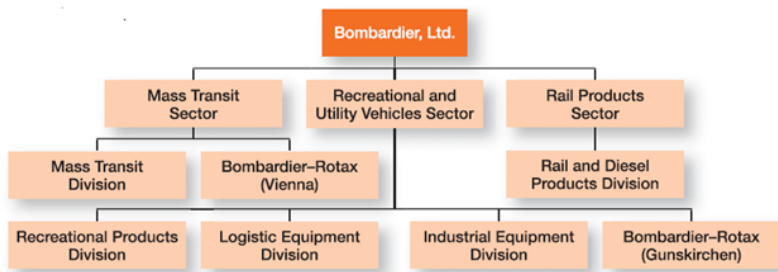 Bombardier, Ltd.
Mass Transit
Sector
Recreational and
Utility Vehicles Sector
Rail Products
Sector
Mass Transit
Division
Bombardier–Rotax
(Vienna)
Rail and Diesel
Products Division
Recreational Products
Division
Logistic Equipment
Division
Industrial Equipment
Division
Bombardier–Rotax
(Gunskirchen)